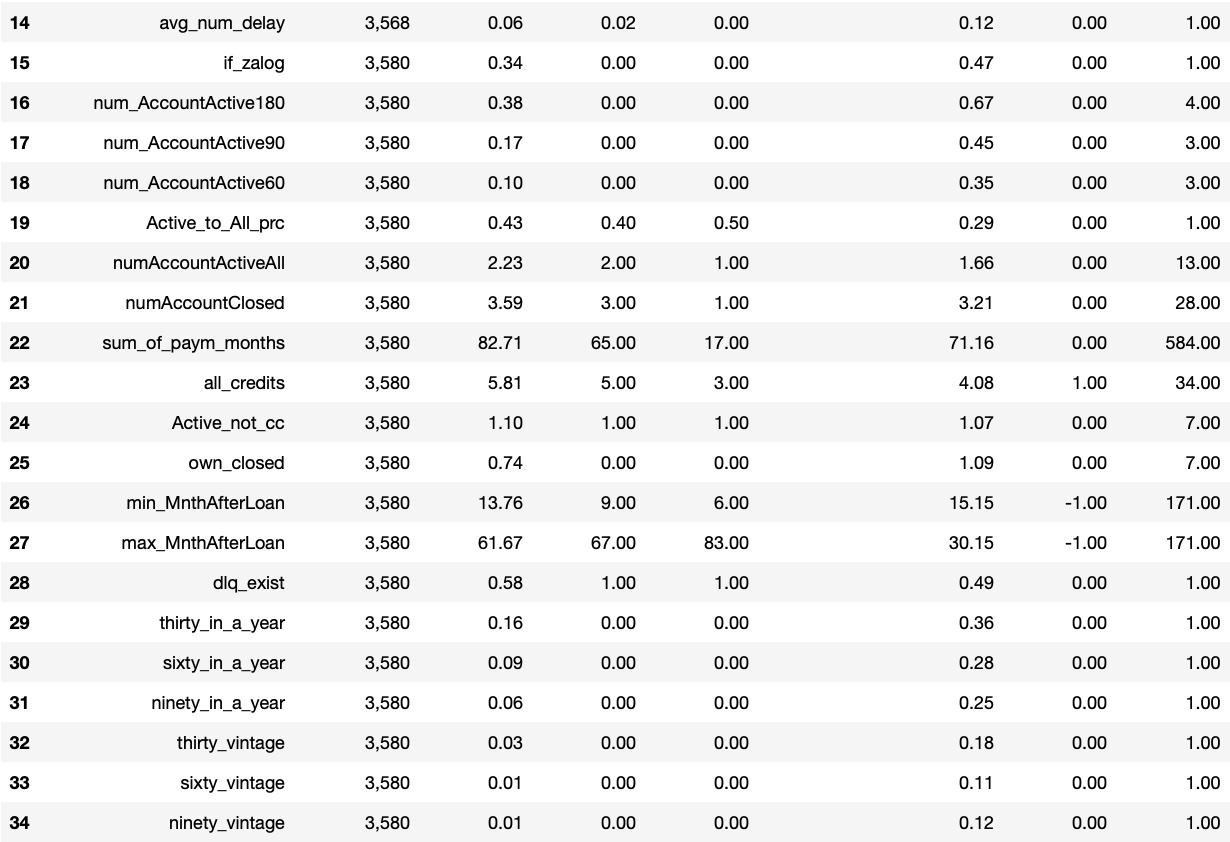 14 avg_num_delay 3,568 0.06 0.02 0.00 0.12 0.00 1.00
15 if_zalog 3,580 0.34 0.00 0.00 0.47 0.00 1.00
16 num_AccountActive180 3,580 0.38 0.00 0.00 0.67 0.00 4.00
17 num_AccountActive90 3,580 0.17 0.00 0.00 0.45 0.00 3.00
18 num_AccountActive60 3,580 0.10 0.00 0.00 0.35 0.00 3.00
19 Active_to_All_prc 3,580 0.43 0.40 0.50 0.29 0.00 1.00
20 numAccountActiveAll 3,580 2.23 2.00 1.00 1.66 0.00 13.00
21 numAccountClosed 3,580 3.59 3.00 1.00 3.21 0.00 28.00
22 sum_of_paym_months 3,580 82.71 65.00 17.00 71.16 0.00 584.00
23 all_credits 3,580 5.81 5.00 3.00 4.08 1.00 34.00
24 Active_not_cc 3,580 1.10 1.00 1.00 1.07 0.00 7.00
25 own_closed 3,580 0.74 0.00 0.00 1.09 0.00 7.00
26 min_MnthAfterLoan 3,580 13.76 9.00 6.00 15.15 -1.00 171.00
27 max_MnthAfterLoan 3,580 61.67 67.00 83.00 30.15 -1.00 171.00
28 dlq_exist 3,580 0.58 1.00 1.00 0.49 0.00 1.00
29 thirty_in_a_year 3,580 0.16 0.00 0.00 0.36 0.00 1.00
30 sixty_in_a_year 3,580 0.09 0.00 0.00 0.28 0.00 1.00
31 ninety_in_a_year 3,580 0.06 0.00 0.00 0.25 0.00 1.00
32 thirty_vintage 3,580 0.03 0.00 0.00 0.18 0.00 1.00
33 sixty_vintage 3,580 0.01 0.00 0.00 0.11 0.00 1.00
34 ninety_vintage 3,580 0.01 0.00 0.00 0.12 0.00 1.00